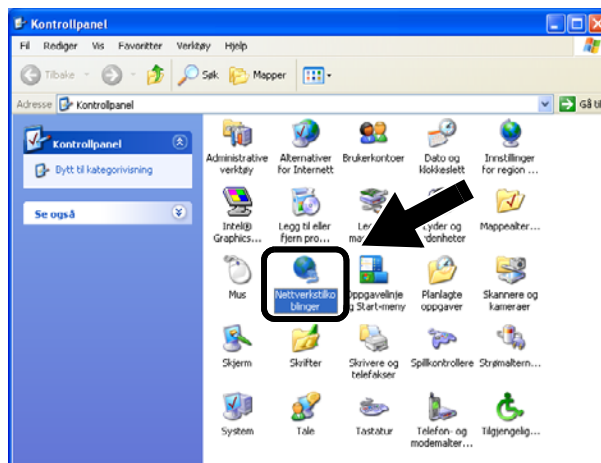 Kontrollpanel
Fil Rediger Vis Favoritter Verktøy Hjelp
Tilbake Søk Mapper
Adresse Kontrollpanel Gå til
Kontrollpanel
Bytt til kategorivisning
Se også
Administrative verktøy
Alternativer for Internett
Brukerkontoer
Dato og klokkeslett
Innstillinger for region ...
Intel® Graphics...
Legg til eller fjern pro...
Mappealter...
Mus
Nettverkstilko
blinger
Oppgavelinje
og Start-meny
Planlagte oppgaver
Skannere og kameraer
Skjerm
Skrifter
Skrivere og telefakser
Spillkontrollere
Strømaltern...
System
Tale
Tastatur
Telefon- og modemalter...
Tilgjengelig...